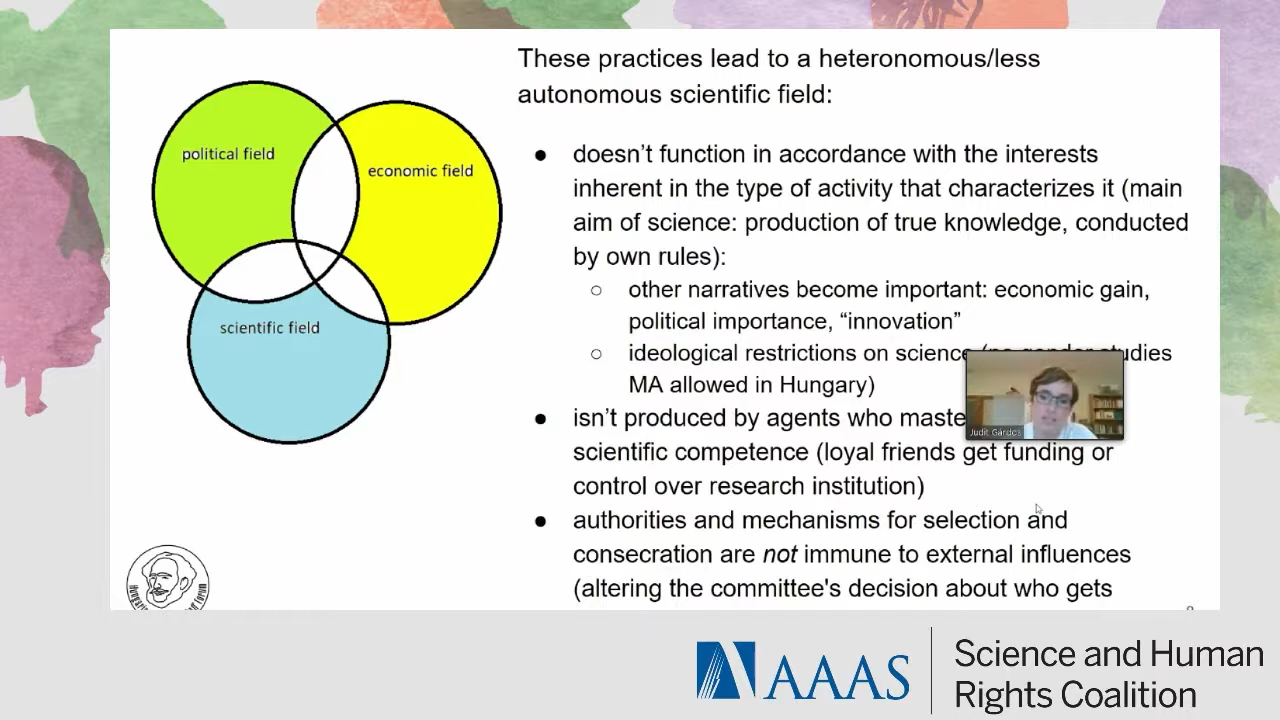 These practices lead to a heteronomous/less
autonomous scientific field:
political field
economic field
scientific field
● doesn’t function in accordance with the interests
inherent in the type of activity that characterizes it (main
aim of science: production of true knowledge, conducted
by own rules):
○ other narratives become important: economic gain,
political importance, “innovation”
○ ideological restrictions on science
MA allowed in Hungary)
● isn’t produced by agents who
scientific competence (loyal friends get funding or
control over research institution)
● authorities and mechanisms for selection and
consecration are not immune to external influences
(altering the committee's decision about who gets
Judit Gárdos
AAAS
Science and Human
Rights Coalition